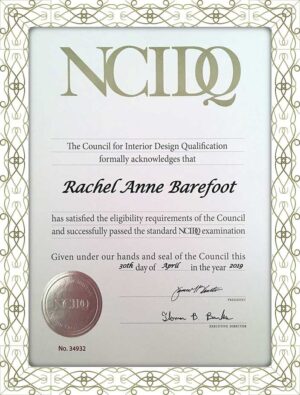 NCIDQ
The Council for Interior Design Qualification
formally acknowledges that
Rachel Anne Barefoot
has satisfied the eligibility requirements of the Council
and successfully passed the standard NCIDQ examination
Given under our hands and seal of the Council this
30th day of April in the year 2019
PRESIDENT
NCIDQ
EXECUTIVE DIRECTOR
No. 34932